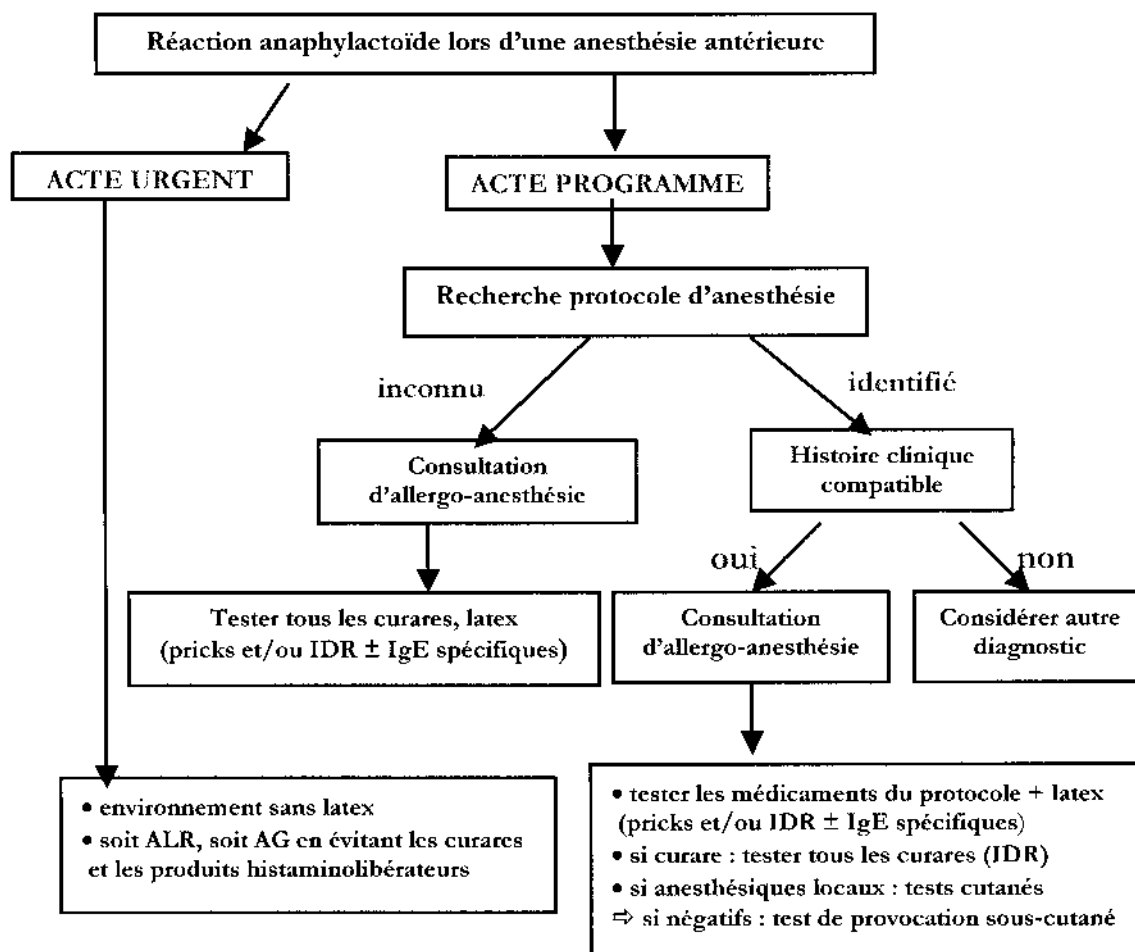 Réaction anaphylactoïde lors d'une anesthésie antérieure
ACTE URGENT
ACTE PROGRAMME
Recherche protocole d'anesthésie
inconnu
identifié
Consultation
d'allergo-anesthésie
Histoire clinique
compatible
oui
non
Tester tous les curares, latex
(pricks et/ou IDR ± IgE spécifiques)
Consultation
d'allergo-anesthésie
Considérer autre
diagnostic
• environnement sans latex
• soit ALR, soit AG en évitant les curares
et les produits histaminolibérateurs
• tester les médicaments du protocole + latex
(pricks et/ou IDR ± IgE spécifiques)
• si curare : tester tous les curares (IDR)
• si anesthésiques locaux : tests cutanés
⇨ si négatifs : test de provocation sous-cutané